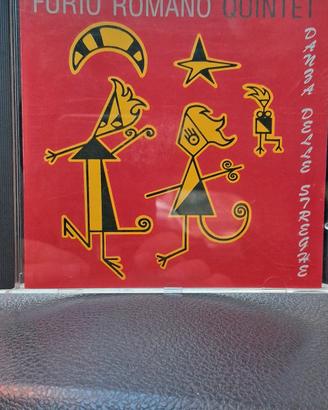 FURIO ROMANO QUINTET
DANZA DELLE STREGHE